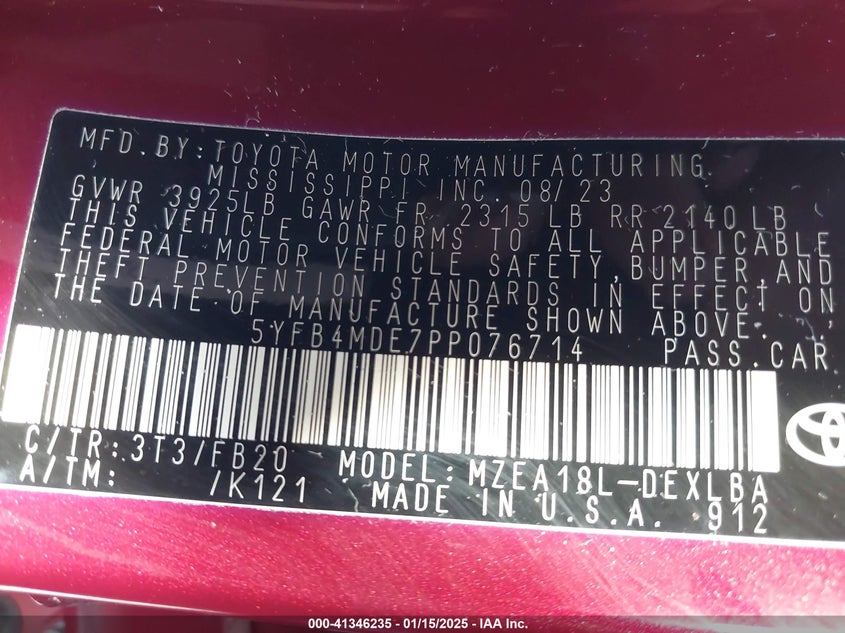 MFD.BY:TOYOTA MOTOR MANUFACTURING
MISSISSIPPI INC. 08/23
GVWR 3925LB GAWR FR 2315 LB RR 2140 LB
THIS VEHICLE CONFORMS TO ALL APPLICABLE
FEDERAL MOTOR VEHICLE SAFETY,BUMPER,AND
THEFT PREVENTION STANDARDS IN EFFECT ON
THE DATE OF MANUFACTURE SHOWN ABOVE.
5YFB4MDE7PP076714 PASS.CAR
C/TR:3T3/FB20 MODEL:MZEA18L-DEXLBA
A/TM: /K121 MADE IN U.S.A. 912
000-41346235 - 01/15/2025 - IAA Inc.